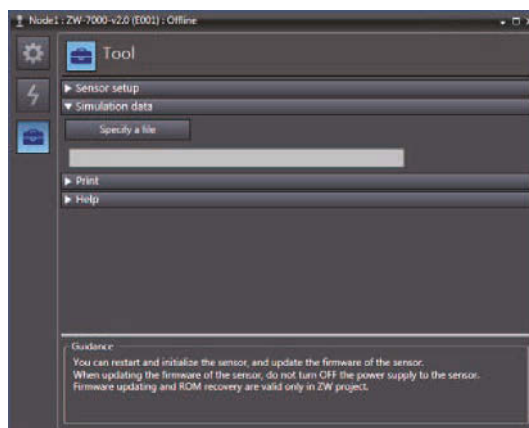 Node1 : ZW-7000-v2.0 (E001) : Offline
Tool
Sensor setup
Simulation data
Specify a file
Print
Help
Guidance
You can restart and initialize the sensor, and update the firmware of the sensor.
When updating the firmware of the sensor, do not turn OFF the power supply to the sensor.
Firmware updating and ROM recovery are valid only in ZW project.